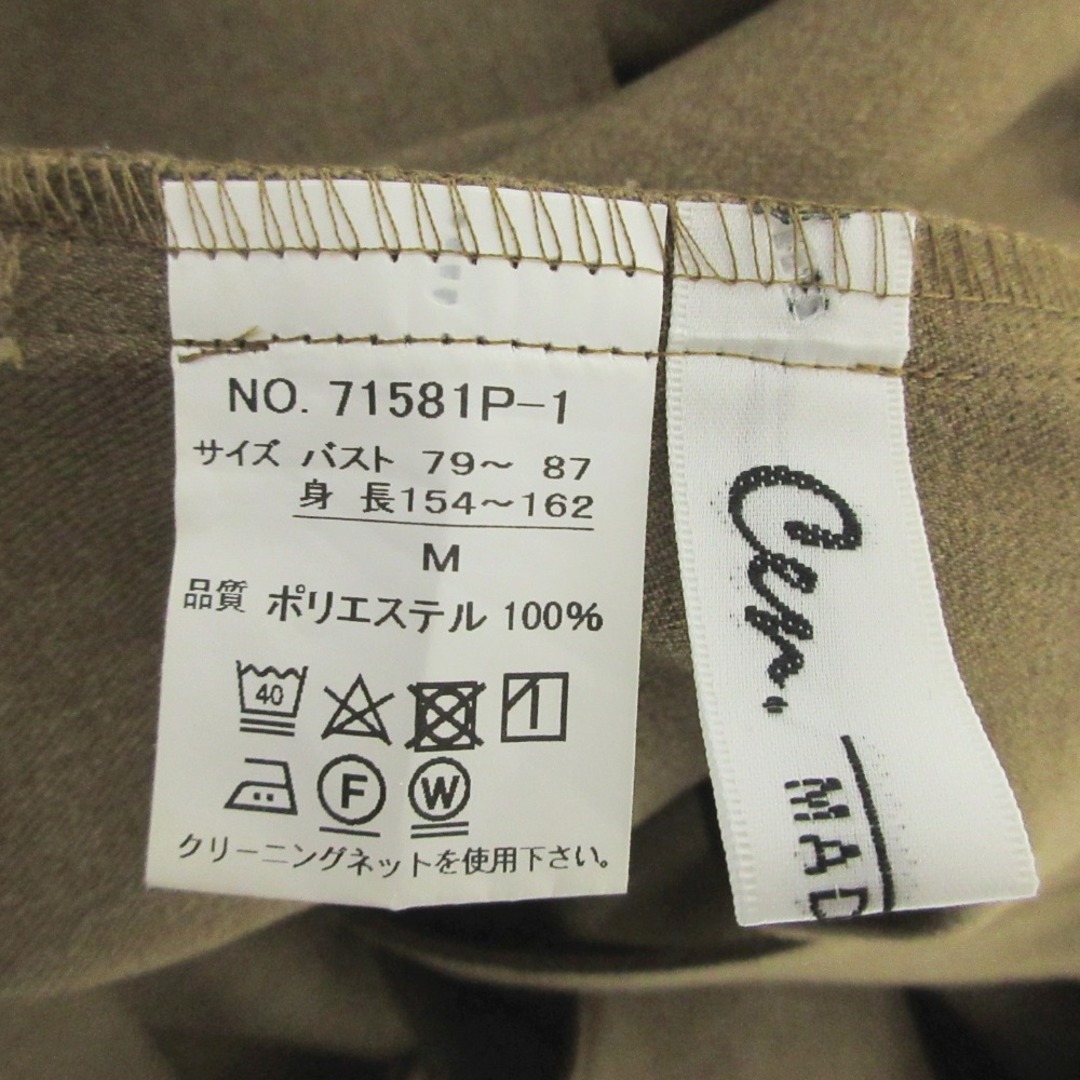 NO. 71581P-1
サイズ バスト 79～ 87
身 長154～162
M
品質 ポリエステル 100%
40
F
W
クリーニングネットを使用下さい。
MAD